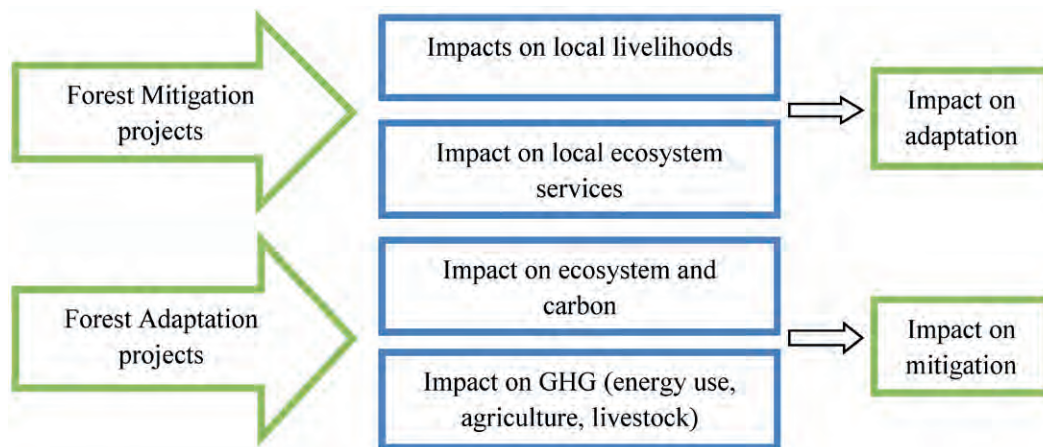 Forest Mitigation
projects
Impacts on local livelihoods
Impact on local ecosystem
services
Impact on
adaptation
Forest Adaptation
projects
Impact on ecosystem and
carbon
Impact on GHG (energy use,
agriculture, livestock)
Impact on
mitigation